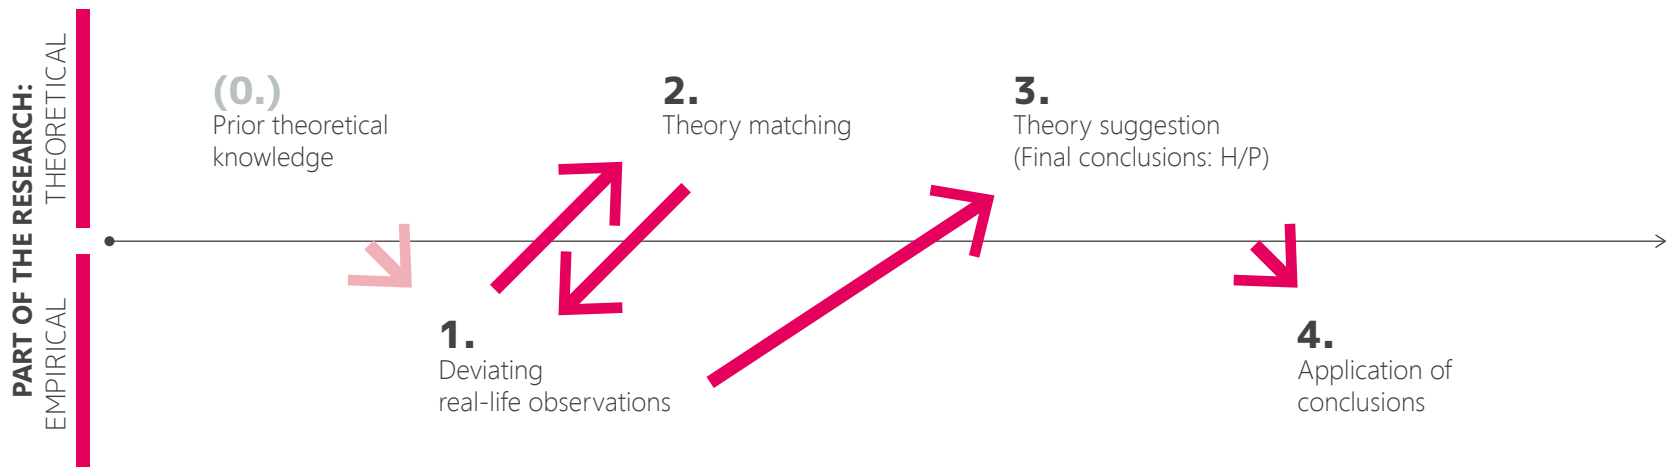 PART OF THE RESEARCH:
THEORETICAL
EMPIRICAL
(0.)
Prior theoretical
knowledge
1.
Deviating
real-life observations
2.
Theory matching
3.
Theory suggestion
(Final conclusions: H/P)
4.
Application of
conclusions